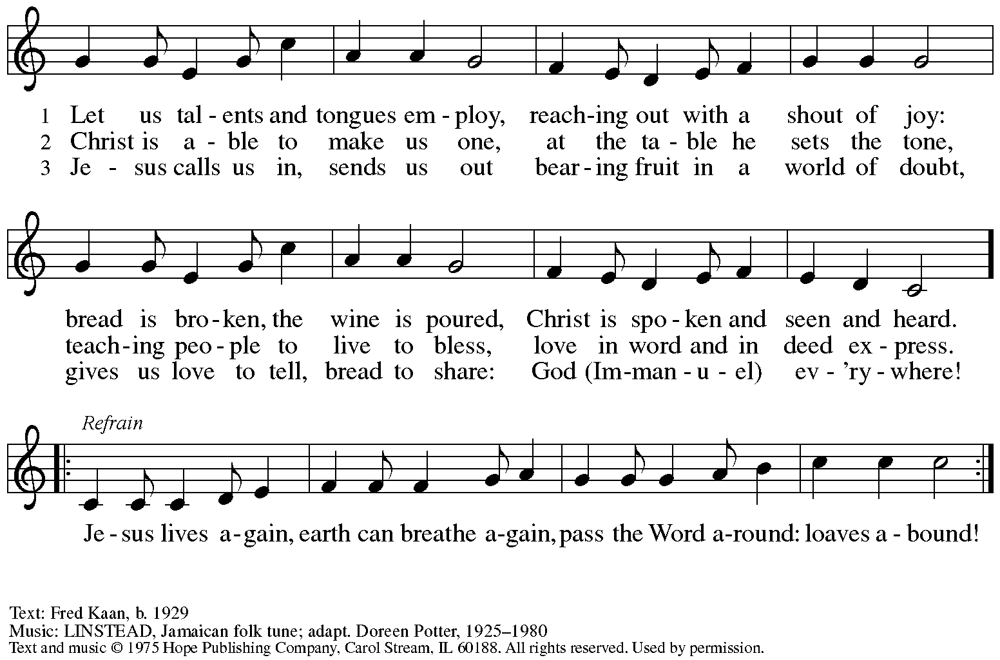 1 Let us tal - ents and tongues em - ploy, reach - ing out with a shout of joy:
2 Christ is a - ble to make us one, at the ta - ble he sets the tone,
3 Je - sus calls us in, sends us out bear - ing fruit in a world of doubt,
bread is bro - ken, the wine is poured, Christ is spo - ken and seen and heard.
teach - ing peo - ple to live to bless, love in word and in deed ex - press.
gives us love to tell, bread to share: God (Im - man - u - el) ev - 'ry - where!
Refrain
Je - sus lives a - gain, earth can breathe a - gain, pass the Word a - round: loaves a - bound!
Text: Fred Kaan, b. 1929
Music: LINSTEAD, Jamaican folk tune; adapt. Doreen Potter, 1925–1980
Text and music © 1975 Hope Publishing Company, Carol Stream, IL 60188. All rights reserved. Used by permission.